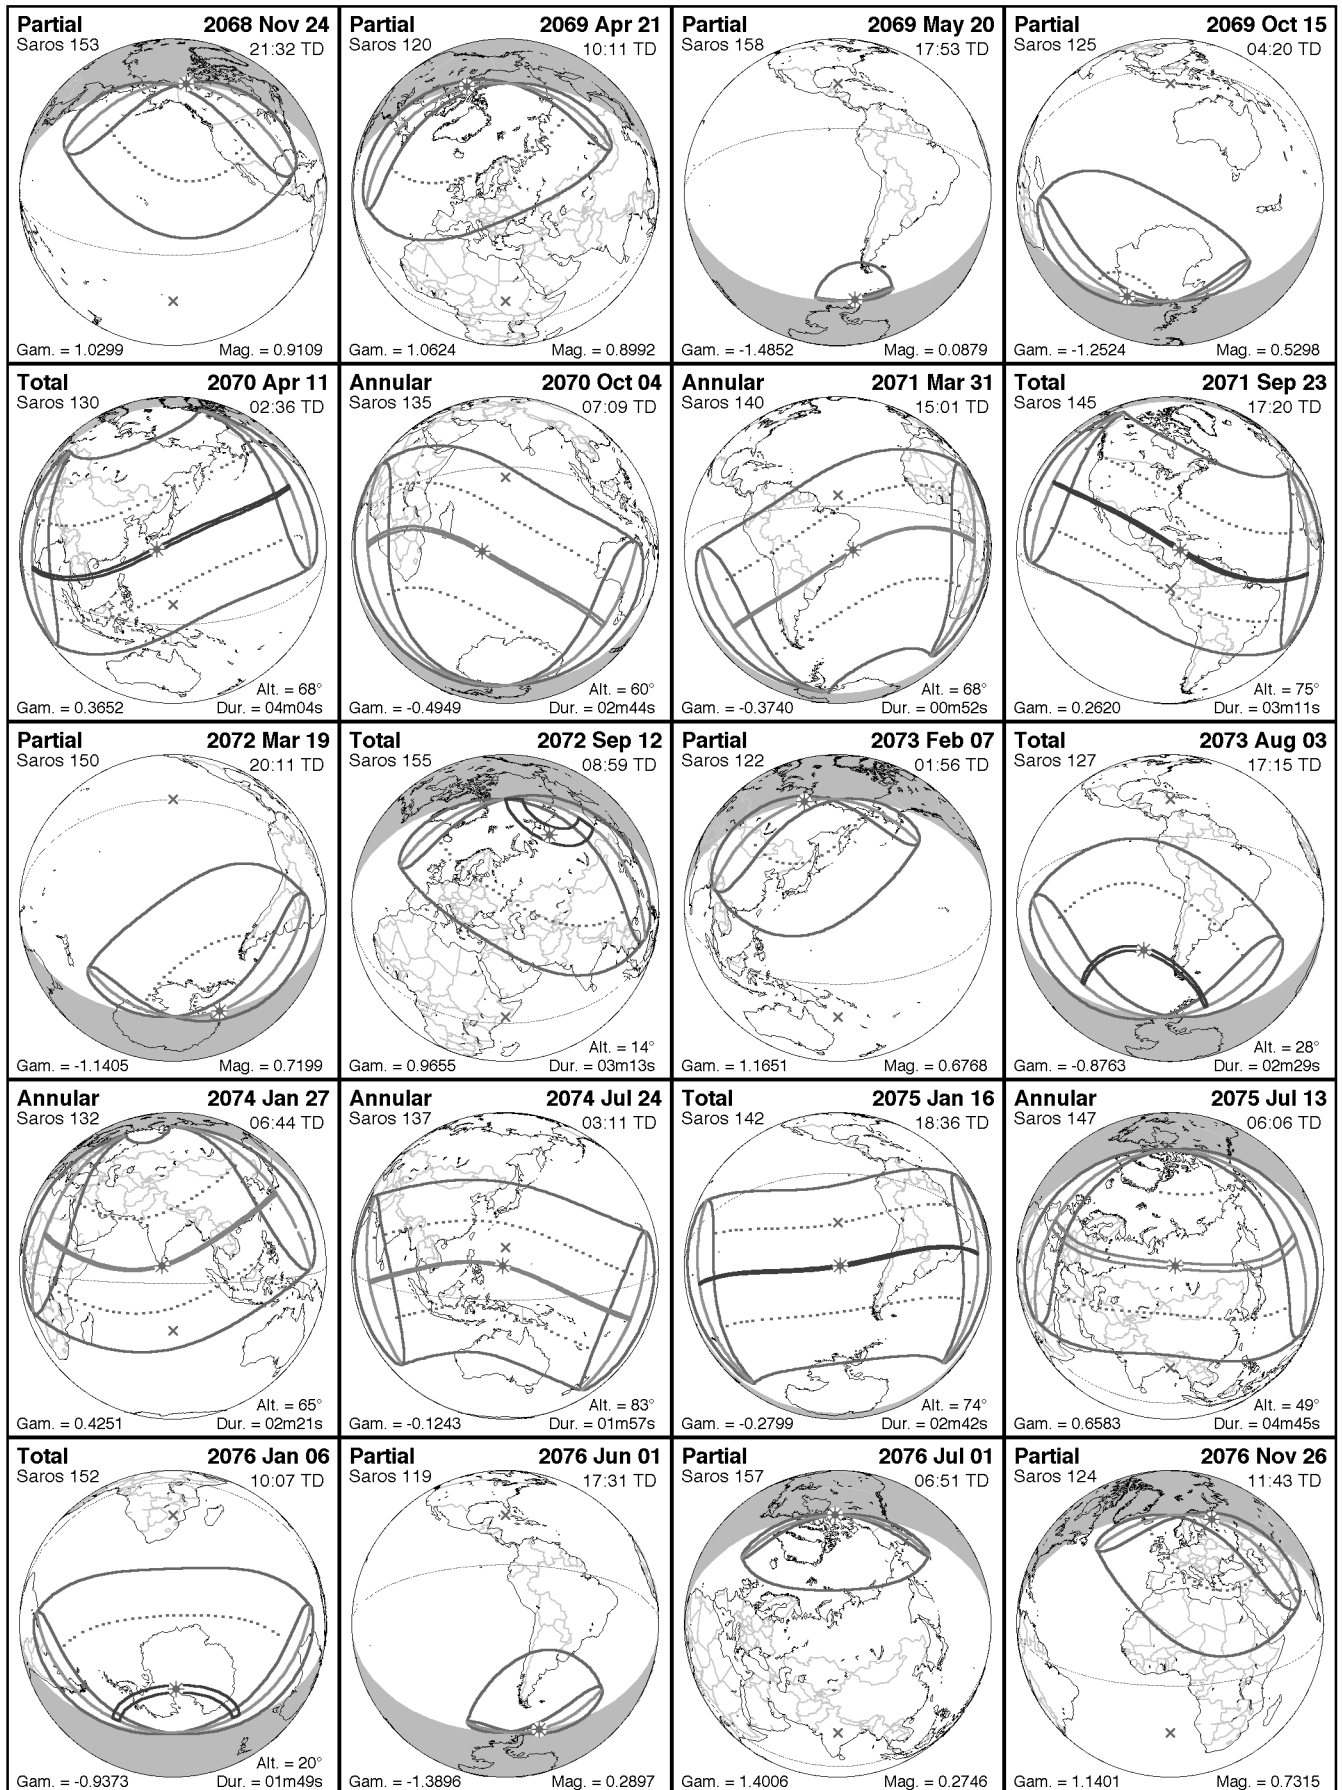 Partial 2068 Nov 24
Saros 153 21:32 TD
Gam. = 1.0299 Mag. = 0.9109
Partial 2069 Apr 21
Saros 120 10:11 TD
Gam. = 1.0624 Mag. = 0.8992
Partial 2069 May 20
Saros 158 17:53 TD
Gam. = -1.4852 Mag. = 0.0879
Partial 2069 Oct 15
Saros 125 04:20 TD
Gam. = -1.2524 Mag. = 0.5298
Total 2070 Apr 11
Saros 130 02:36 TD
Alt. = 68°
Gam. = 0.3652 Dur. = 04m04s
Annular 2070 Oct 04
Saros 135 07:09 TD
Alt. = 60°
Gam. = -0.4949 Dur. = 02m44s
Annular 2071 Mar 31
Saros 140 15:01 TD
Alt. = 68°
Gam. = -0.3740 Dur. = 00m52s
Total 2071 Sep 23
Saros 145 17:20 TD
Alt. = 75°
Gam. = 0.2620 Dur. = 03m11s
Partial 2072 Mar 19
Saros 150 20:11 TD
Gam. = -1.1405 Mag. = 0.7199
Total 2072 Sep 12
Saros 155 08:59 TD
Alt. = 14°
Gam. = 0.9655 Dur. = 03m13s
Partial 2073 Feb 07
Saros 122 01:56 TD
Gam. = 1.1651 Mag. = 0.6768
Total 2073 Aug 03
Saros 127 17:15 TD
Alt. = 28°
Gam. = -0.8763 Dur. = 02m29s
Annular 2074 Jan 27
Saros 132 06:44 TD
Alt. = 65°
Gam. = 0.4251 Dur. = 02m21s
Annular 2074 Jul 24
Saros 137 03:11 TD
Alt. = 83°
Gam. = -0.1243 Dur. = 01m57s
Total 2075 Jan 16
Saros 142 18:36 TD
Alt. = 74°
Gam. = -0.2799 Dur. = 02m42s
Annular 2075 Jul 13
Saros 147 06:06 TD
Alt. = 49°
Gam. = 0.6583 Dur. = 04m45s
Total 2076 Jan 06
Saros 152 10:07 TD
Alt. = 20°
Gam. = -0.9373 Dur. = 01m49s
Partial 2076 Jun 01
Saros 119 17:31 TD
Gam. = -1.3896 Mag. = 0.2897
Partial 2076 Jul 01
Saros 157 06:51 TD
Gam. = 1.4006 Mag. = 0.2746
Partial 2076 Nov 26
Saros 124 11:43 TD
Gam. = 1.1401 Mag. = 0.7315